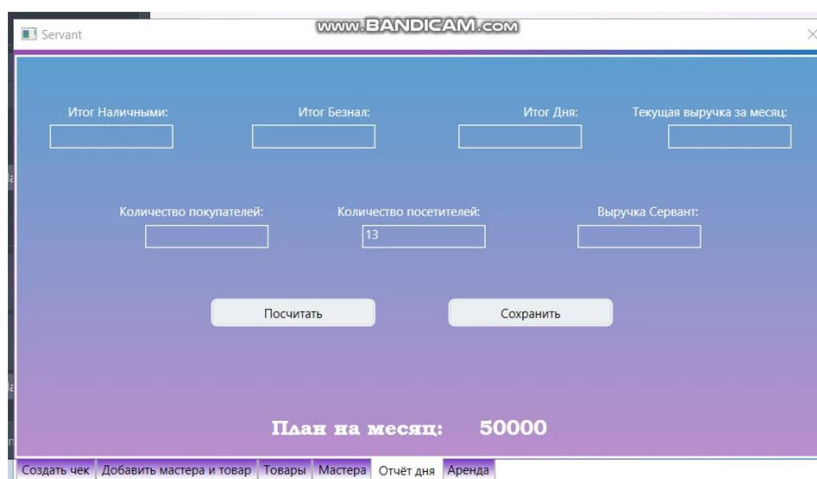 www.BANDICAM.com
Servant
Итог Наличными: Итог Безнал: Итог Дня: Текущая выручка за месяц:
Количество покупателей: Количество посетителей: Выручка Сервант:
13
Посчитать Сохранить
План на месяц: 50000
Создать чек Добавить мастера и товар Товары Мастера Отчёт дня Аренда